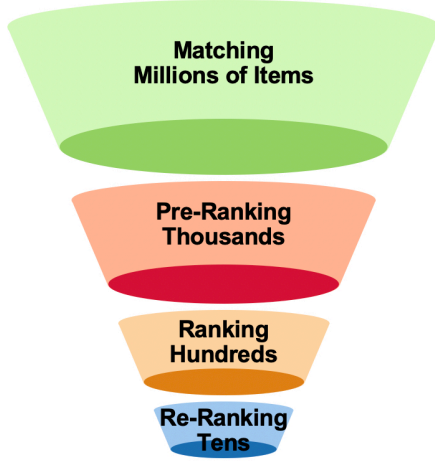 Matching
Millions of Items
Pre-Ranking
Thousands
Ranking
Hundreds
Re-Ranking
Tens